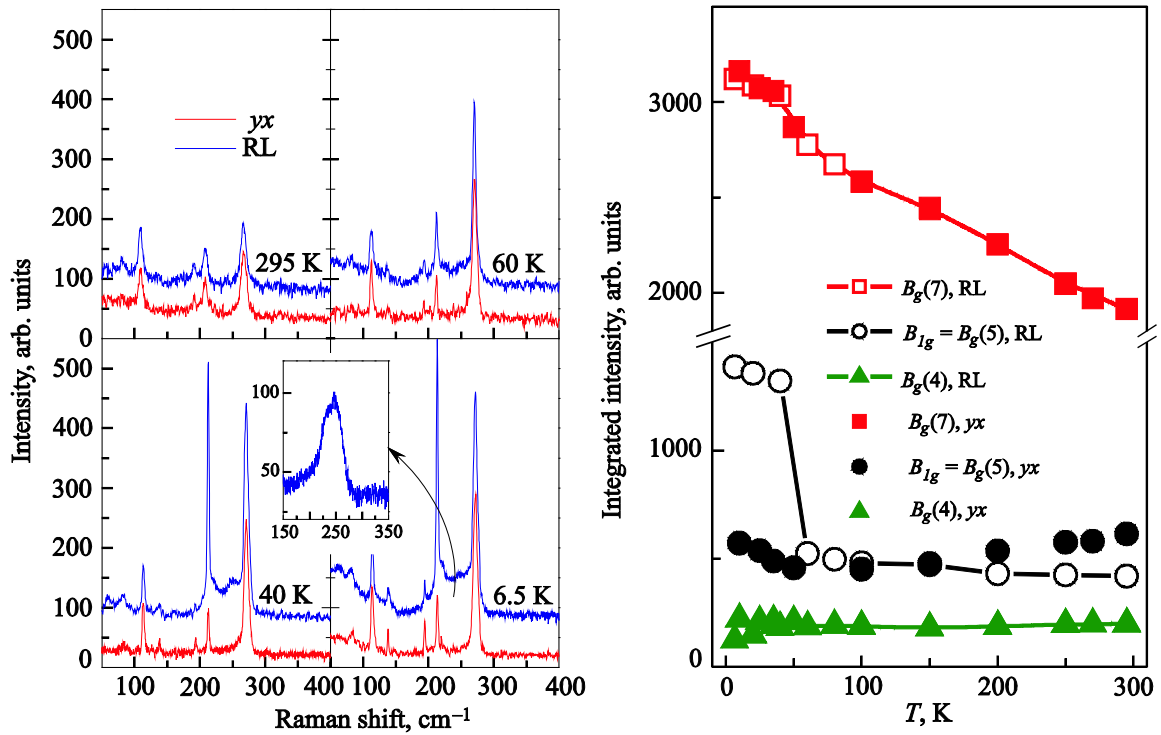 500
400
300
200
100
0
yx
RL
295 K
60 K
Intensity, arb. units
500
400
300
200
100
0
100
50
150
250
350
40 K
6.5 K
100
200
300
400
100
200
300
400
Raman shift, cm–1
3000
2000
1000
0
Integrated intensity, arb. units
Bg(7), RL
B1g = Bg(5), RL
Bg(4), RL
Bg(7), yx
B1g = Bg(5), yx
Bg(4), yx
0
100
200
300
T, K